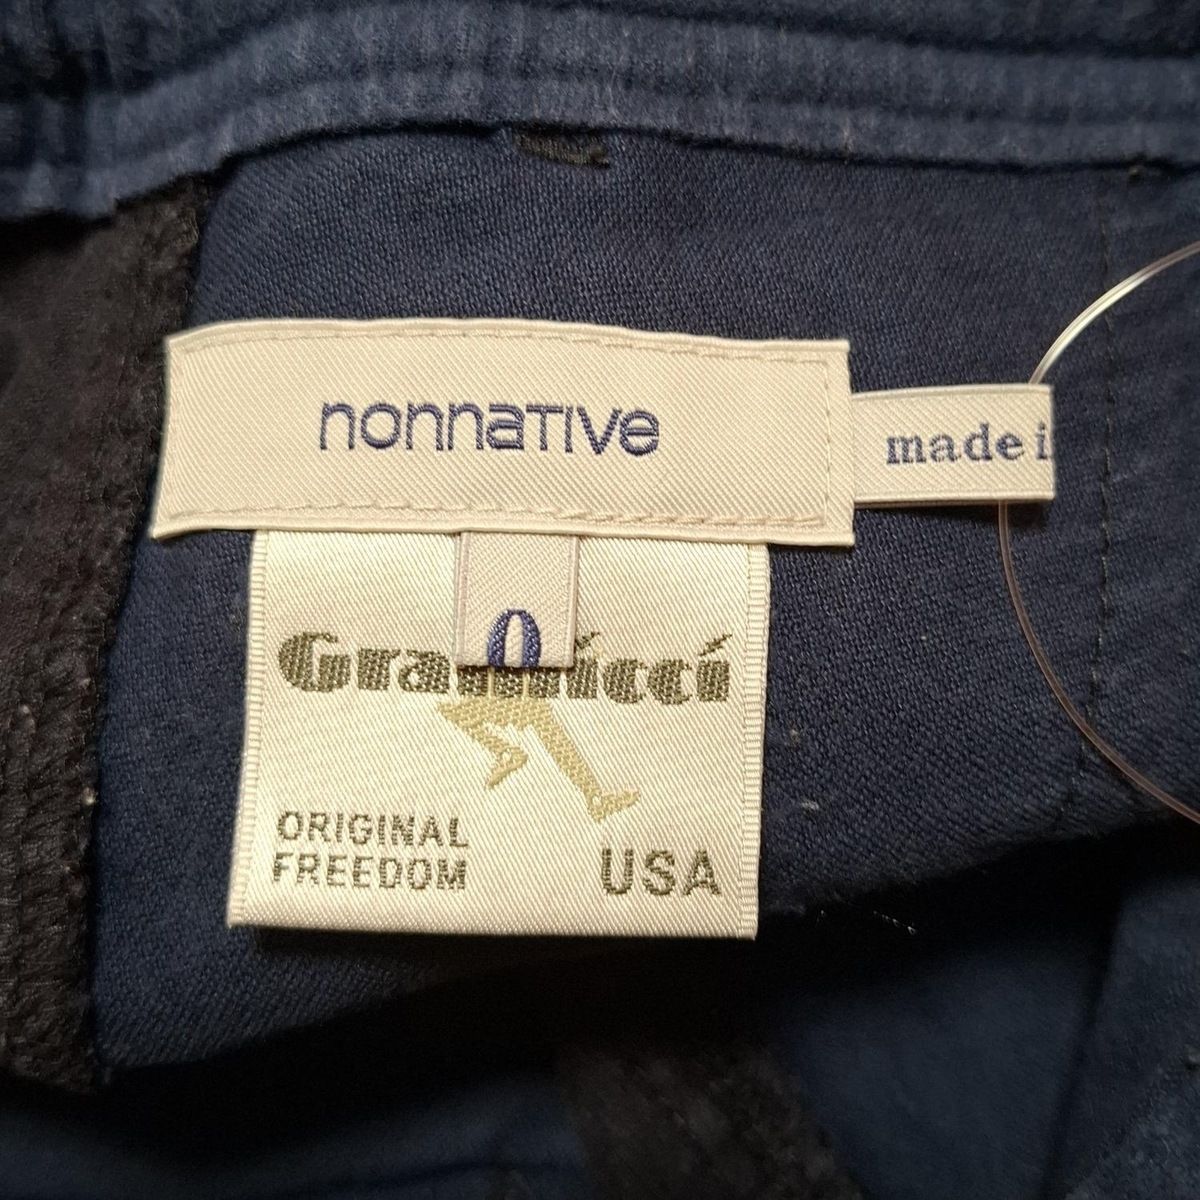 nonnative
made i
0
Gramicci
ORIGINAL
FREEDOM
USA